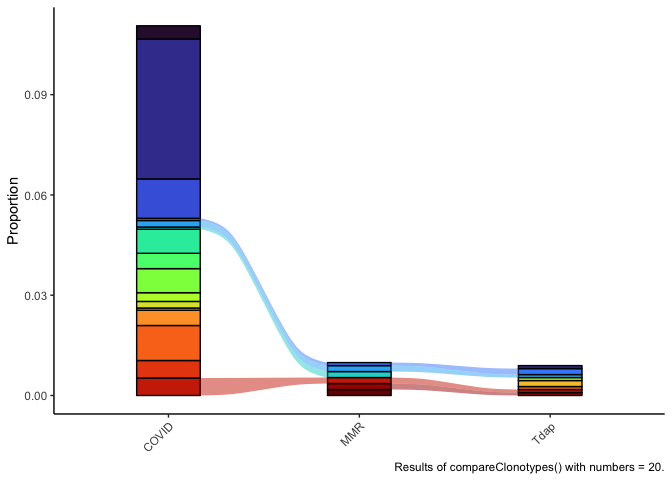 Proportion
0.09
0.06
0.03
0.00
COVID
MMR
Tdap
Results of compareClonotypes() with numbers = 20.